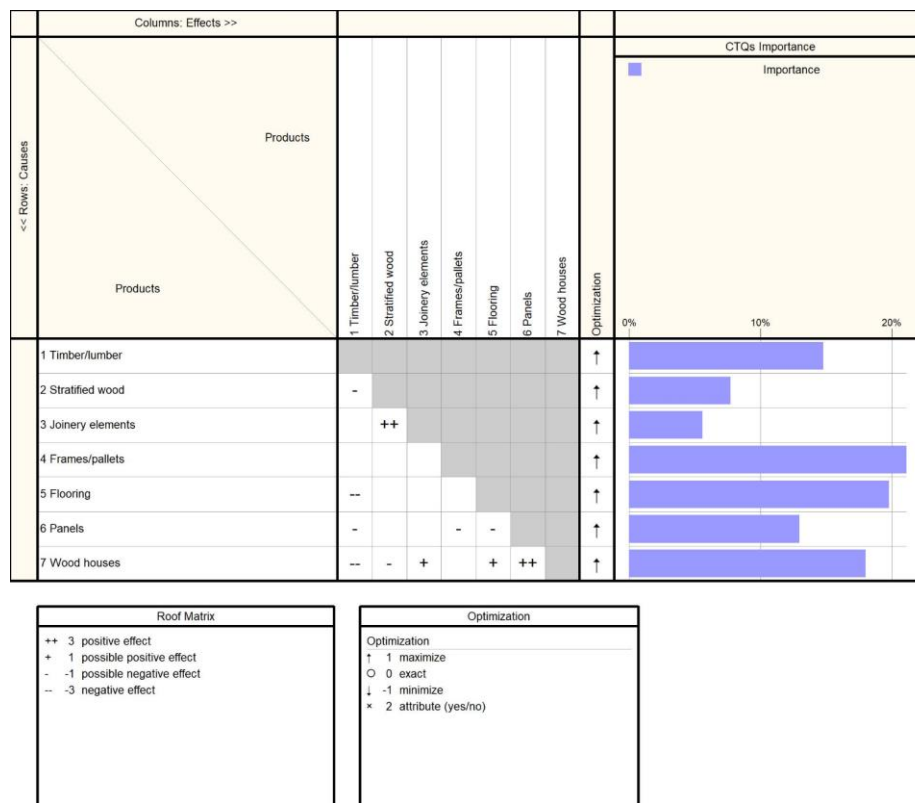 Columns: Effects >>
<< Rows: Causes
Products
Products
1 Timber/lumber
2 Stratified wood
3 Joinery elements
4 Frames/pallets
5 Flooring
6 Panels
7 Wood houses
Optimization
CTQs Importance
Importance
0% 10% 20%
1 Timber/lumber ↑
2 Stratified wood - ↑
3 Joinery elements ++ ↑
4 Frames/pallets ↑
5 Flooring -- ↑
6 Panels - - - ↑
7 Wood houses -- - + + ++ ↑
Roof Matrix
++ 3 positive effect
+ 1 possible positive effect
- -1 possible negative effect
-- -3 negative effect
Optimization
Optimization
↑ 1 maximize
○ 0 exact
↓ -1 minimize
× 2 attribute (yes/no)